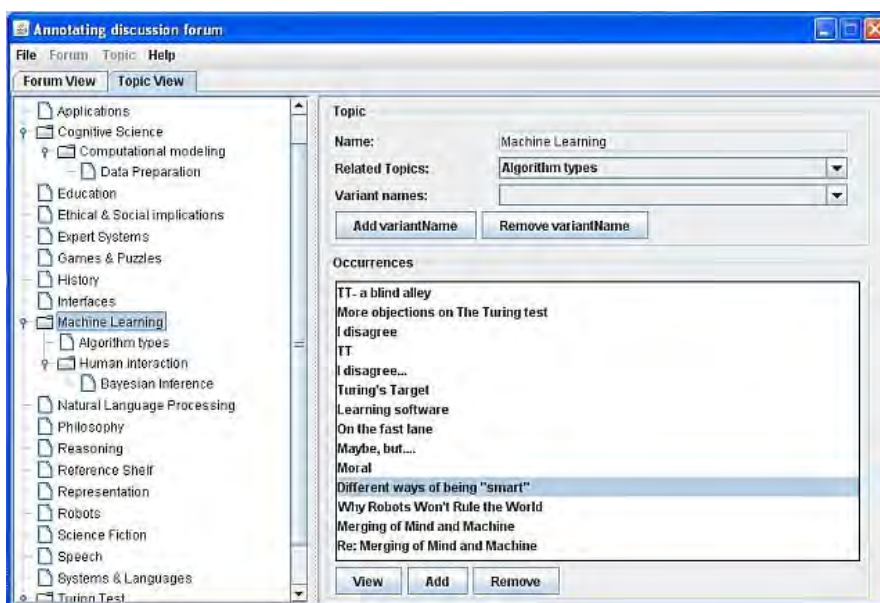 Annotating discussion forum
File Forum Topic Help
Forum View Topic View
Applications
Cognitive Science
Computational modeling
Data Preparation
Education
Ethical & Social implications
Expert Systems
Games & Puzzles
History
Interfaces
Machine Learning
Algorithm types
Human interaction
Bayesian Inference
Natural Language Processing
Philosophy
Reasoning
Reference Shelf
Representation
Robots
Science Fiction
Speech
Systems & Languages
Turing Test
Topic
Name: Machine Learning
Related Topics: Algorithm types
Variant names:
Add variantName Remove variantName
Occurrences
TT- a blind alley
More objections on The Turing test
I disagree
TT
I disagree...
Turing's Target
Learning software
On the fast lane
Maybe, but....
Moral
Different ways of being "smart"
Why Robots Won't Rule the World
Merging of Mind and Machine
Re: Merging of Mind and Machine
View Add Remove